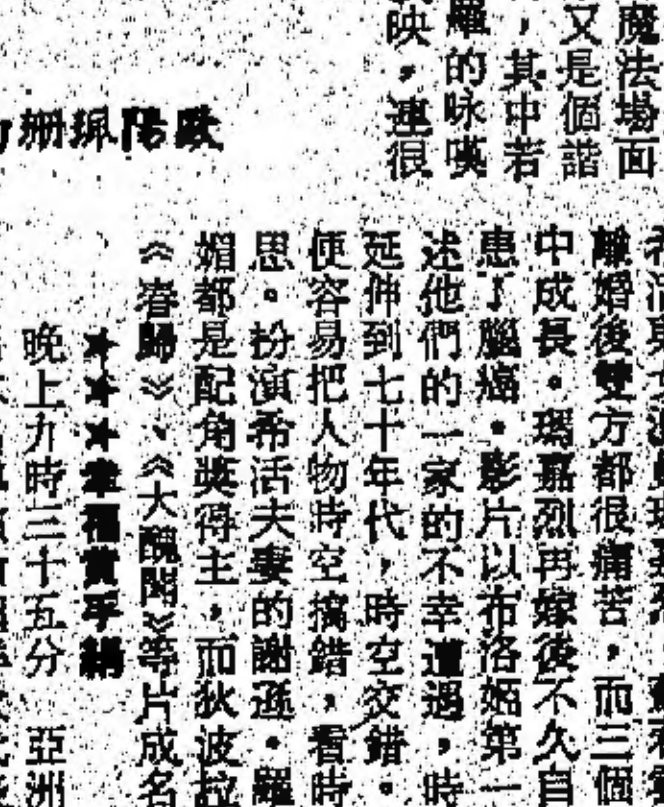 魔法場面
又是個諧
，其中若
的咏嘆
映，連很
歐陽珮珊
離婚後雙方都很痛苦，而三個
中成長。瑪嘉烈再嫁後不久自
患了腦癌。影片以布洛姬第一
述他們的一家的不幸遭遇，時
延伸到七十年代，時空交錯。
便容易把人物時空搞錯，看時
思。扮演希活夫妻的謝遜。羅
媚都是配角獎得主，而狄波拉
《春歸》、《大醜聞》等片成名
★★★幸福黃手絹
晚上九時三十五分 亞洲